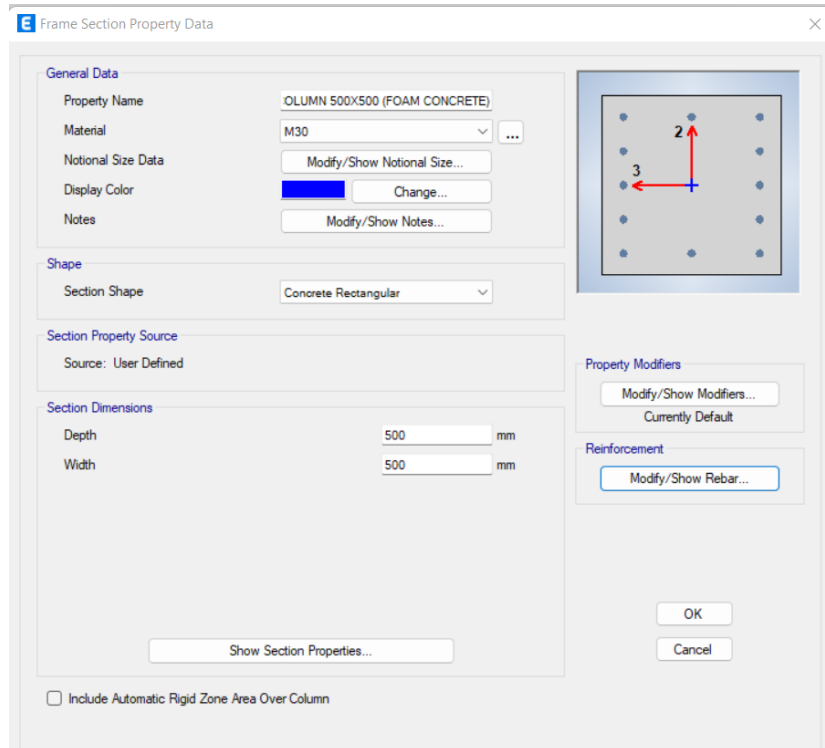 E Frame Section Property Data
General Data
Property Name OLUMN 500X500 (FOAM CONCRETE)
Material M30 ...
Notional Size Data Modify/Show Notional Size...
Display Color Change...
Notes Modify/Show Notes...
Shape
Section Shape Concrete Rectangular
Section Property Source
Source: User Defined
Section Dimensions
Depth 500 mm
Width 500 mm
Show Section Properties...
Include Automatic Rigid Zone Area Over Column
2
3
Property Modifiers
Modify/Show Modifiers...
Currently Default
Reinforcement
Modify/Show Rebar...
OK
Cancel